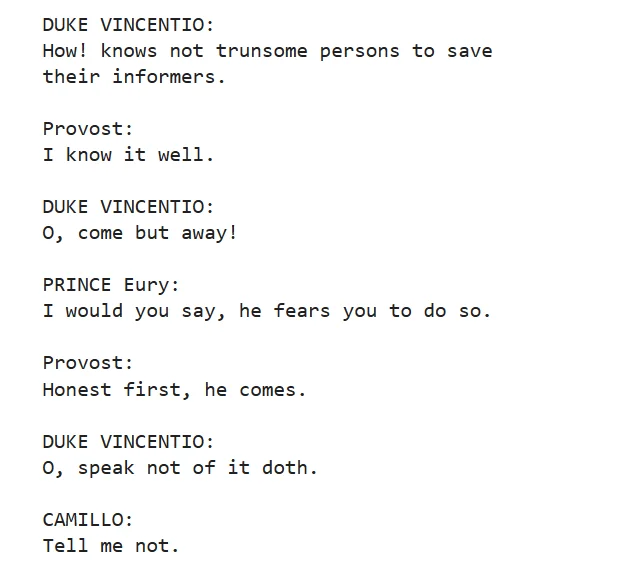 DUKE VINCENTIO:
How! knows not trunsome persons to save
their informers.
Provost:
I know it well.
DUKE VINCENTIO:
O, come but away!
PRINCE Eury:
I would you say, he fears you to do so.
Provost:
Honest first, he comes.
DUKE VINCENTIO:
O, speak not of it doth.
CAMILLO:
Tell me not.